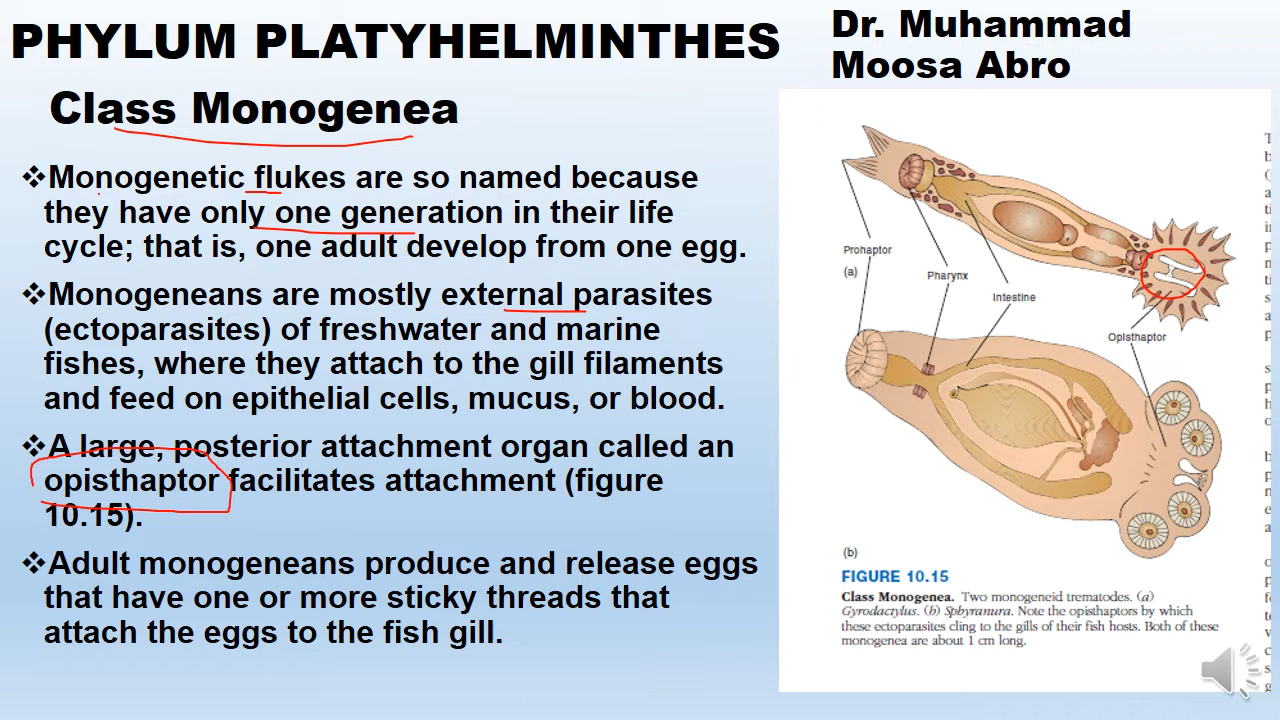 PHYLUM PLATYHELMINTHES
Dr. Muhammad
Moosa Abro
Class Monogenea
❖Monogenetic flukes are so named because
they have only one generation in their life
cycle; that is, one adult develop from one egg.
❖Monogeneans are mostly external parasites
(ectoparasites) of freshwater and marine
fishes, where they attach to the gill filaments
and feed on epithelial cells, mucus, or blood.
❖A large, posterior attachment organ called an
opisthaptor facilitates attachment (figure
10.15).
❖Adult monogeneans produce and release eggs
that have one or more sticky threads that
attach the eggs to the fish gill.
Prohaptor
(a)
Pharynx
Intestine
Opisthaptor
(b)
FIGURE 10.15
Class Monogenea. Two monogeneid trematodes. (a)
Gyrodactylus. (b) Sphyranura. Note the opisthaptors by which
these ectoparasites cling to the gills of their fish hosts. Both of these
monogenea are about 1 cm long.